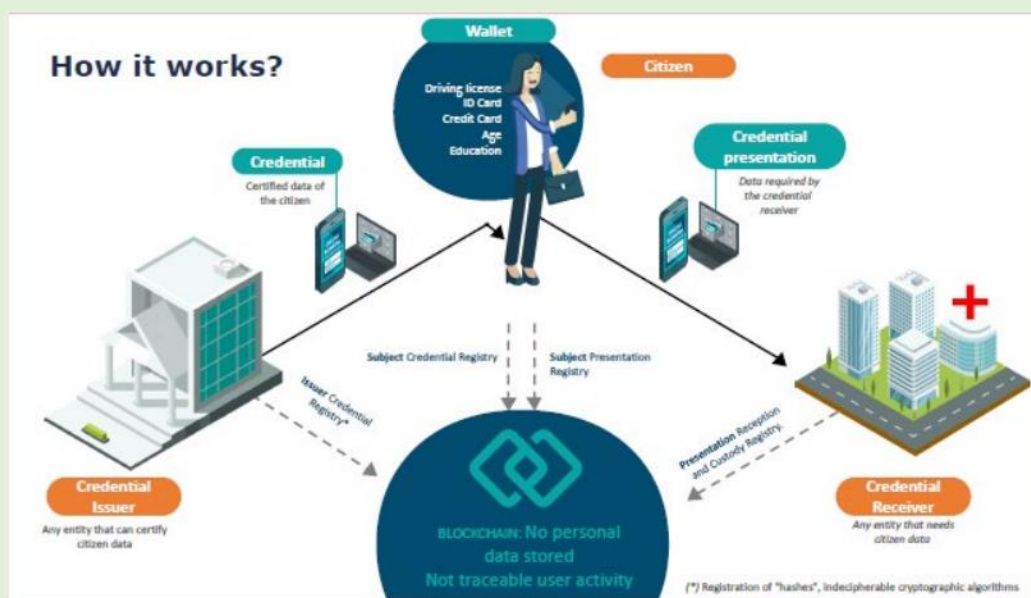 How it works?
Wallet
Driving license
ID Card
Credit Card
Age
Education
Citizen
Credential
Certified data of
the citizen
Credential
presentation
Data required by
the credential
receiver
Subject Credential Registry
Subject Presentation
Registry
Issuer Credential
Registry*
Presentation Reception
and Custody Registry.
Credential
Issuer
Any entity that can certify
citizen data
BLOCKCHAIN: No personal
data stored
Not traceable user activity
Credential
Receiver
Any entity that needs
citizen data
(*) Registration of "hashes", indecipherable cryptographic algorithms